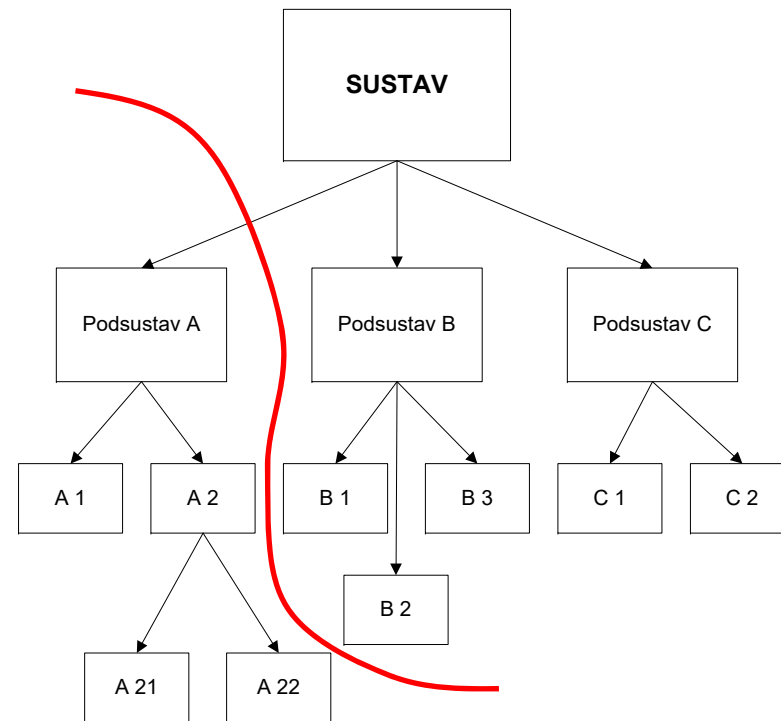 SUSTAV
Podsustav A
Podsustav B
Podsustav C
A 1
A 2
B 1
B 3
C 1
C 2
B 2
A 21
A 22